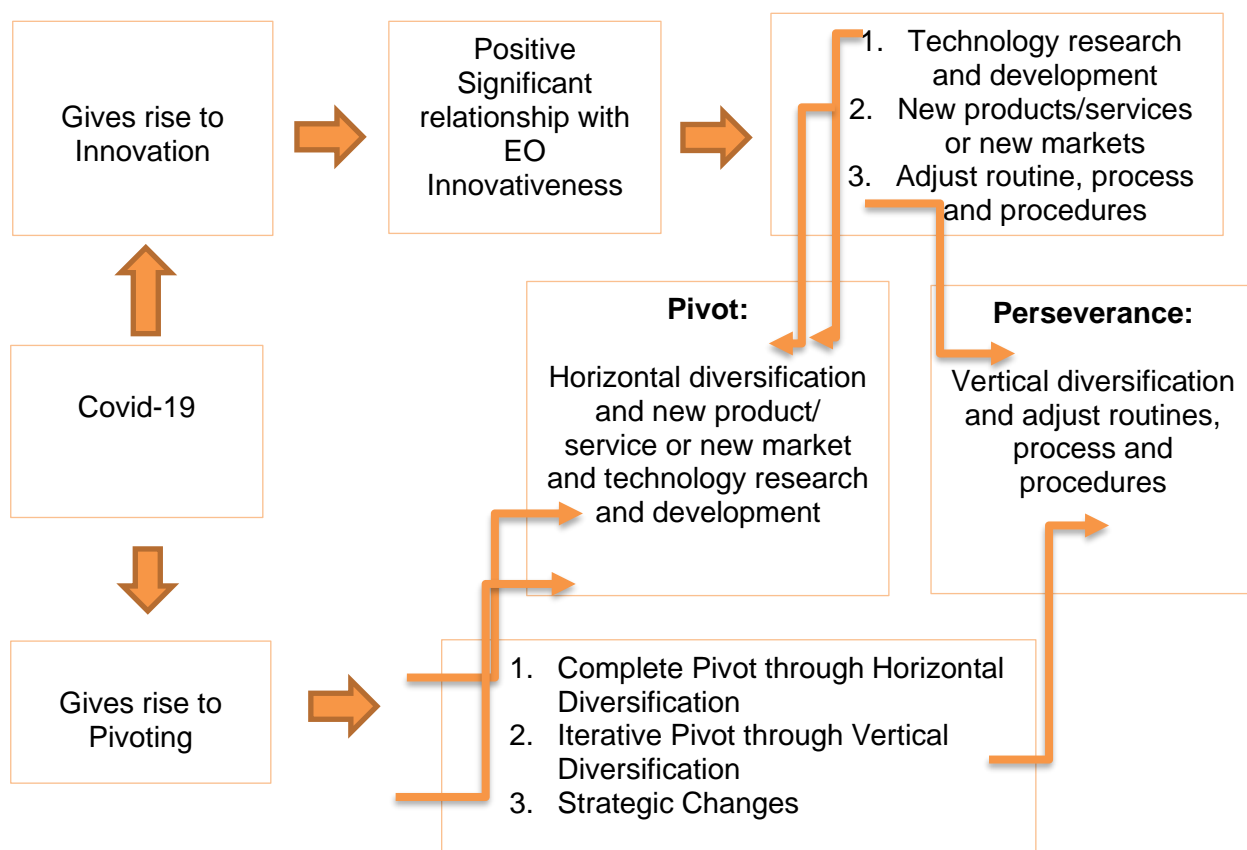 Gives rise to
Innovation
Positive
Significant
relationship with
EO
Innovativeness
1. Technology research
and development
2. New products/services
or new markets
3. Adjust routine, process
and procedures
Covid-19
Pivot:
Horizontal diversification
and new product/
service or new market
and technology research
and development
Perseverance:
Vertical diversification
and adjust routines,
process and
procedures
Gives rise to
Pivoting
1. Complete Pivot through Horizontal
Diversification
2. Iterative Pivot through Vertical
Diversification
3. Strategic Changes